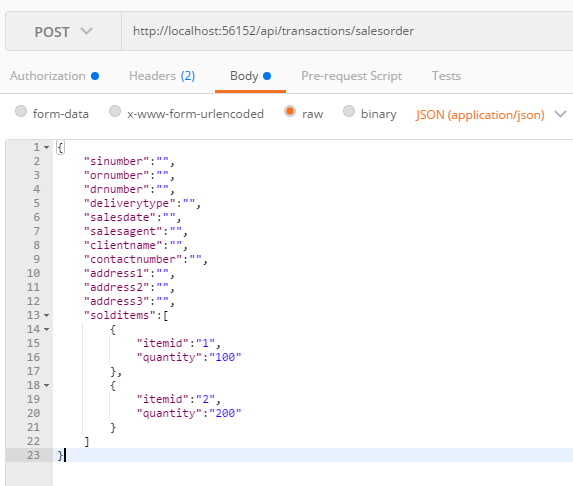 POST http://localhost:56152/api/transactions/salesorder
Authorization Headers (2) Body Pre-request Script Tests
form-data x-www-form-urlencoded raw binary JSON (application/json)
1 {
2 "sinumber":"",
3 "ornumber":"",
4 "drnumber":"",
5 "deliverytype":"",
6 "salesdate":"",
7 "salesagent":"",
8 "clientname":"",
9 "contactnumber":"",
10 "address1":"",
11 "address2":"",
12 "address3":"",
13 "solditems":[
14 {
15 "itemid":"1",
16 "quantity":"100"
17 },
18 {
19 "itemid":"2",
20 "quantity":"200"
21 }
22 ]
23 }